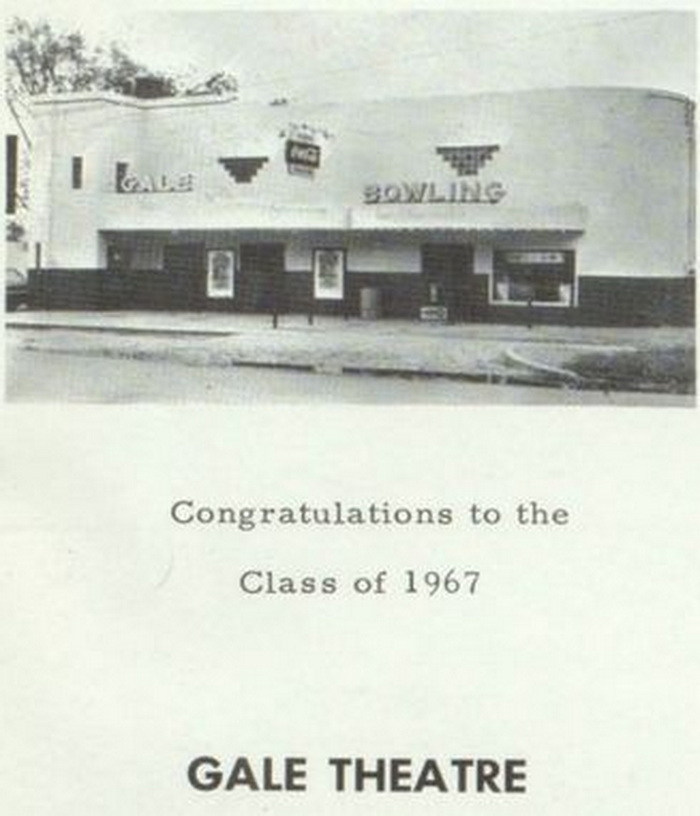 GALE
BOWLING
Congratulations to the
Class of 1967
GALE THEATRE